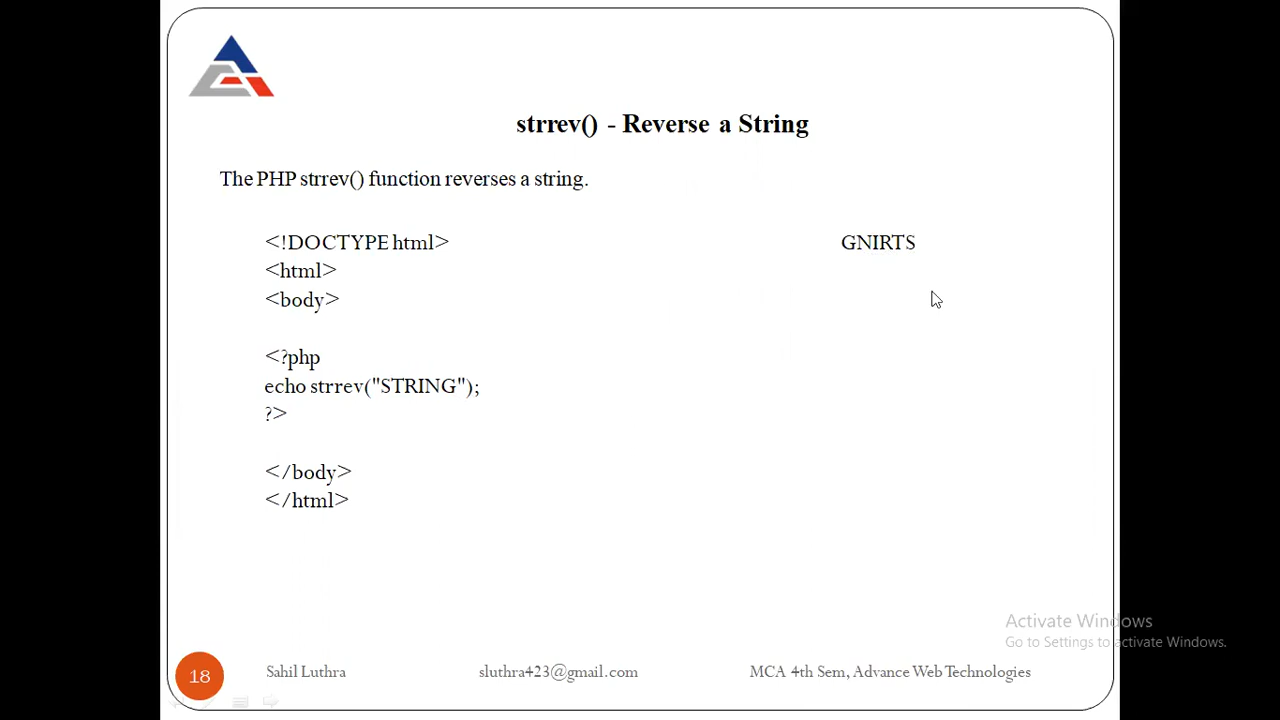 strrev() - Reverse a String
The PHP strrev() function reverses a string.
<!DOCTYPE html>
GNIRTS
<html>
<body>
<?php
echo strrev("STRING");
?>
</body>
</html>
Activate Windows
Go to Settings to activate Windows.
18
Sahil Luthra
sluthra423@gmail.com
MCA 4th Sem, Advance Web Technologies